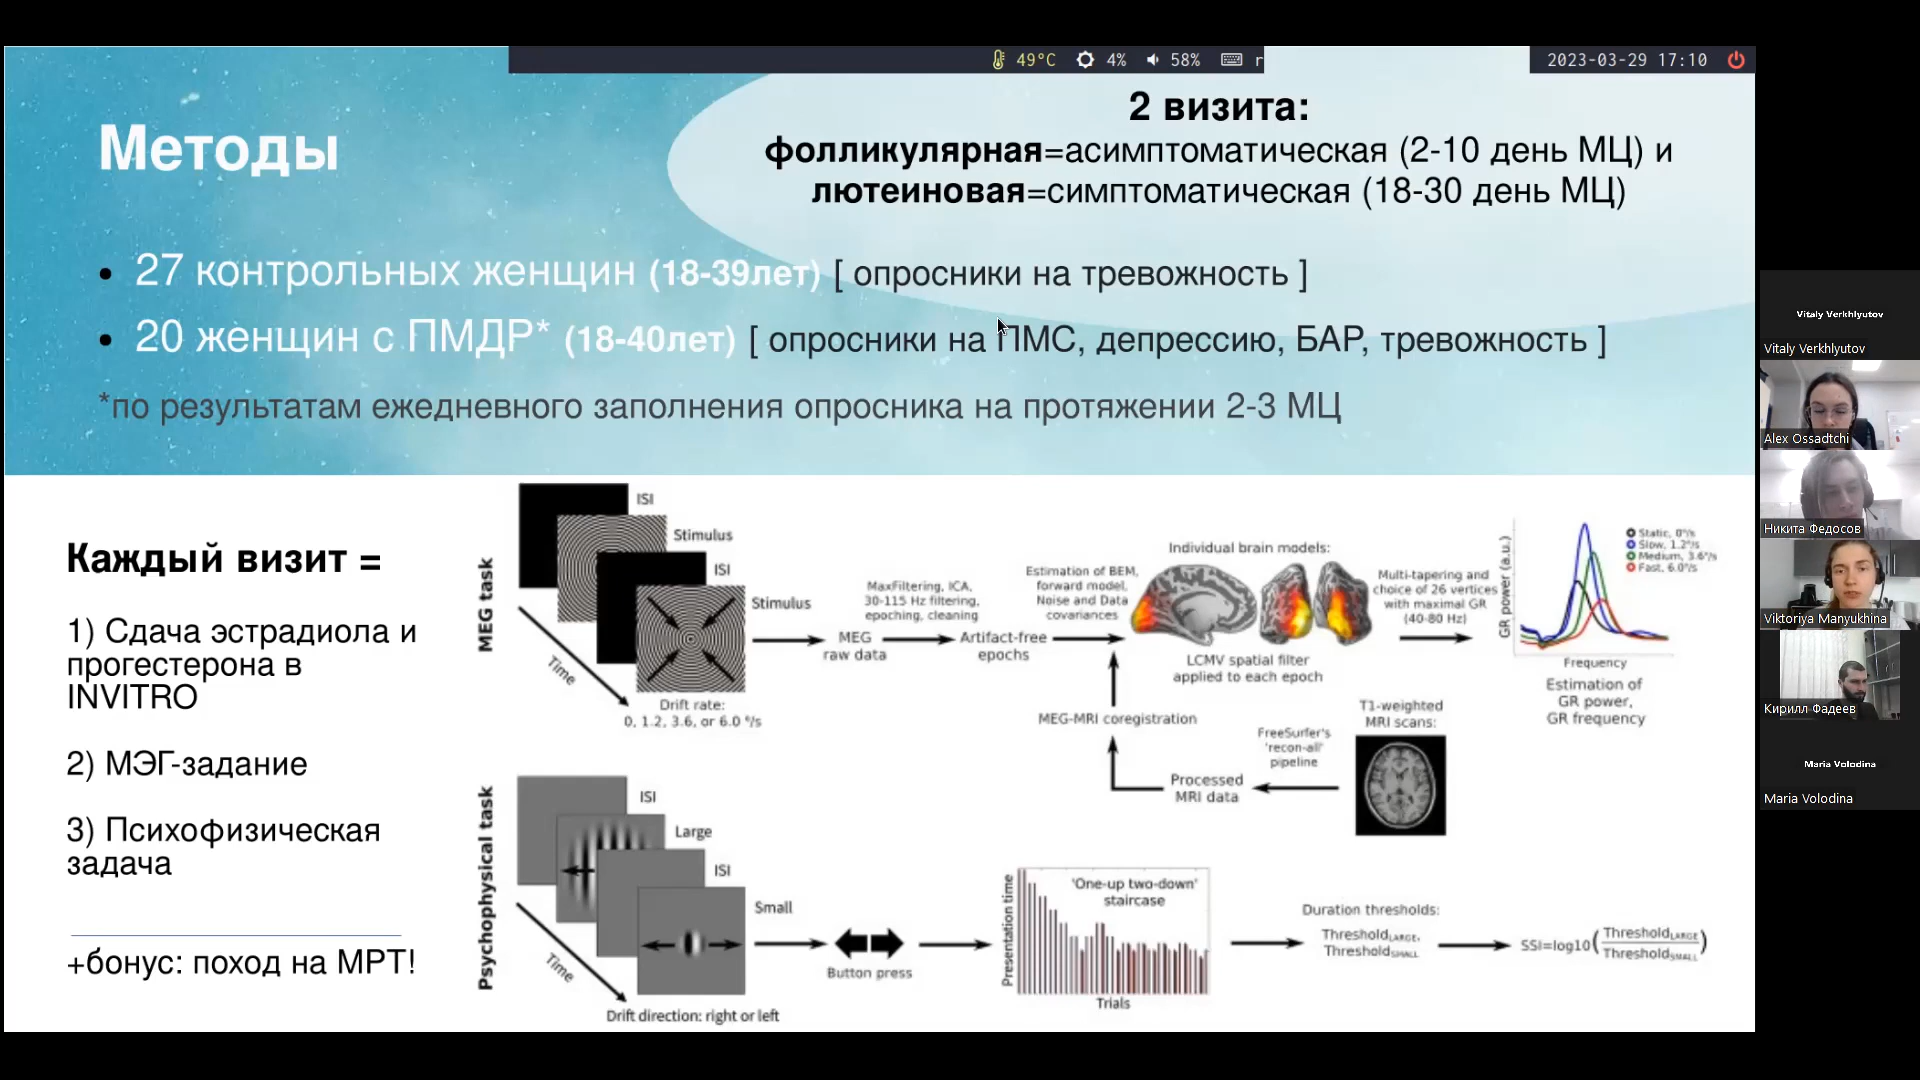 49°C 4% 58% r
2023-03-29 17:10
2 визита:
Методы
фолликулярная=асимптоматическая (2-10 день МЦ) и
лютеиновая=симптоматическая (18-30 день МЦ)
• 27 контрольных женщин (18-39лет) [ опросники на тревожность ]
• 20 женщин с ПМДР* (18-40лет) [ опросники на ПМС, депрессию, БАР, тревожность ]
*по результатам ежедневного заполнения опросника на протяжении 2-3 МЦ
Каждый визит =
1) Сдача эстрадиола и
прогестерона в
INVITRO
2) МЭГ-задание
3) Психофизическая
задача
+бонус: поход на МРТ!
MEG task
ISI
Stimulus
ISI
Stimulus
Time
Drift rate:
0, 1.2, 3.6, or 6.0 °/s
MEG
raw data
MaxFiltering, ICA,
30-115 Hz filtering,
epoching, cleaning
Artifact-free
epochs
Estimation of BEM,
forward model,
Noise and Data
covariances
Individual brain models:
LCMV spatial filter
applied to each epoch
Multi-tapering and
choice of 26 vertices
with maximal GR
(40-80 Hz)
GR power (a.u.)
Static, 0°/s
Slow, 1.2°/s
Medium, 3.6°/s
Fast, 6.0°/s
Frequency
Estimation of
GR power,
GR frequency
MEG-MRI coregistration
Processed
MRI data
FreeSurfer's
'recon-all'
pipeline
T1-weighted
MRI scans:
Psychophysical task
ISI
Large
ISI
Small
Time
Drift direction: right or left
Button press
Presentation time
'One-up two-down'
staircase
Trials
Duration thresholds:
Threshold LARGE,
Threshold SMALL
SSI=log10(Threshold LARGE / Threshold SMALL)
Vitaly Verkhlyutov
Vitaly Verkhlyutov
Alex Ossadtchi
Никита Федосов
Viktoriya Manyukhina
Кирилл Фадеев
Maria Volodina
Maria Volodina